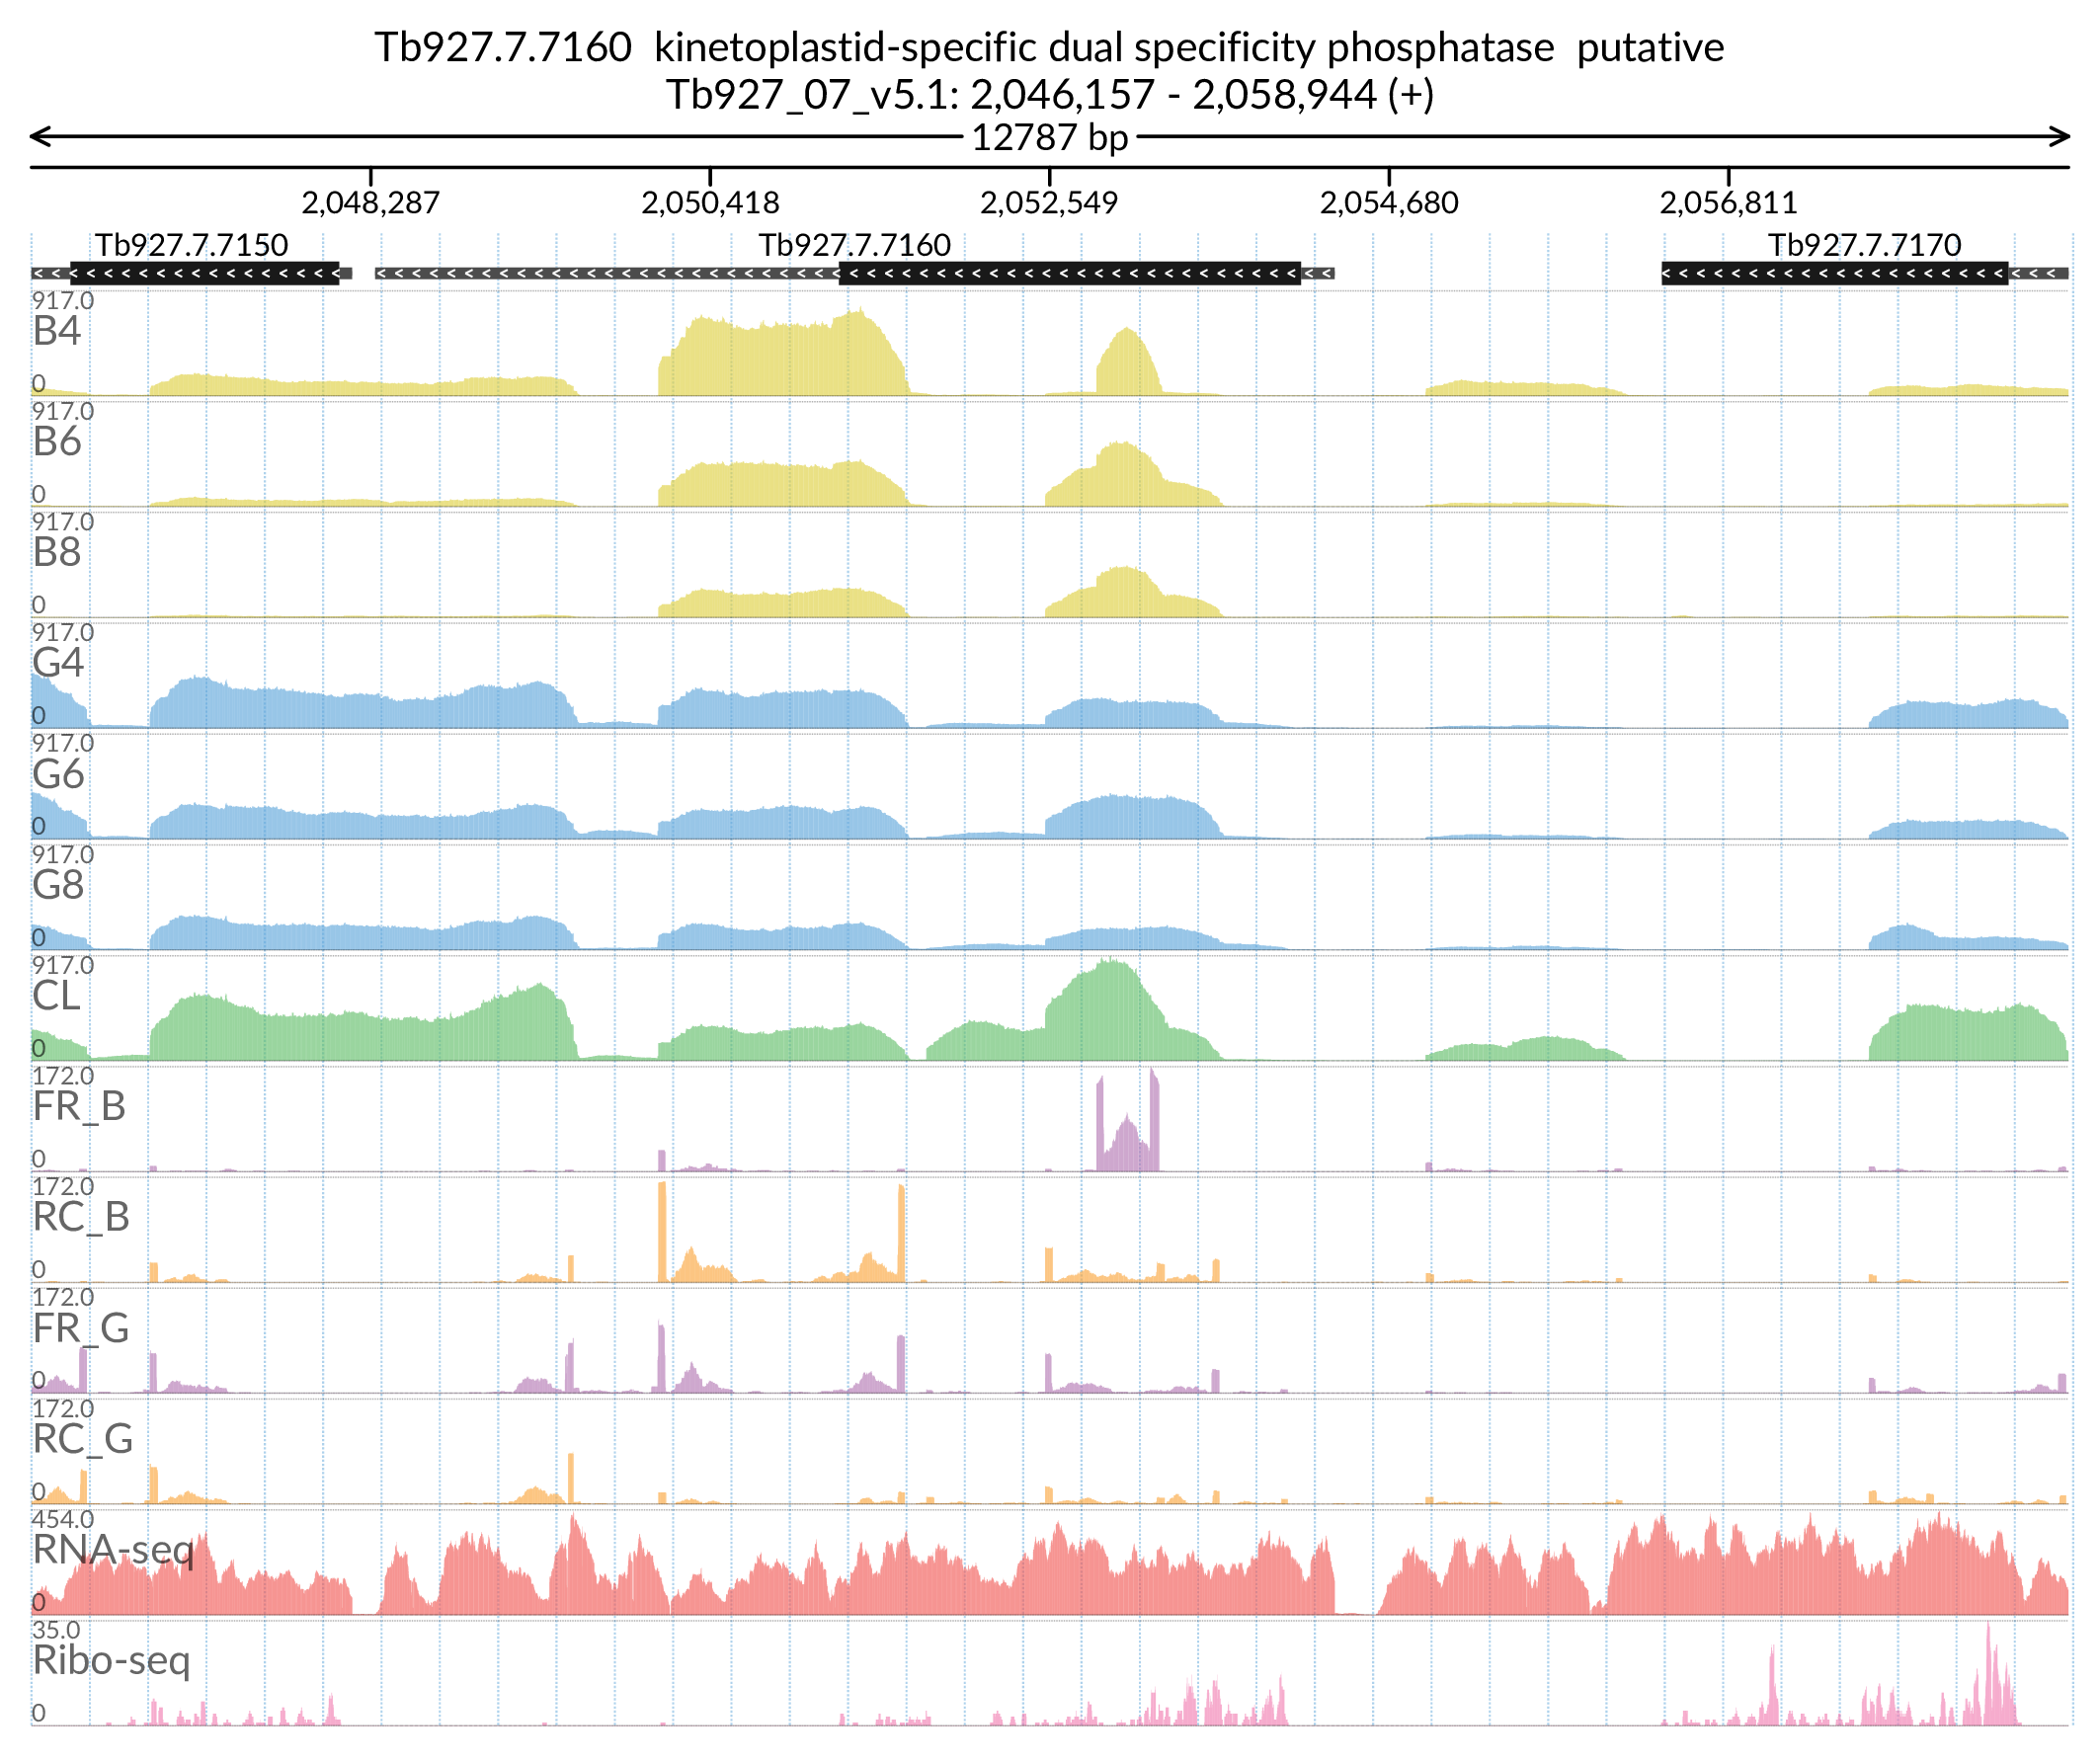 Tb927.7.7160 kinetoplastid-specific dual specificity phosphatase putative
Tb927_07_v5.1: 2,046,157 - 2,058,944 (+)
12787 bp
2,048,287 2,050,418 2,052,549 2,054,680 2,056,811
Tb927.7.7150 Tb927.7.7160 Tb927.7.7170
917.0
B4
0
917.0
B6
0
917.0
B8
0
917.0
G4
0
917.0
G6
0
917.0
G8
0
917.0
CL
0
172.0
FR_B
0
172.0
RC_B
0
172.0
FR_G
0
172.0
RC_G
0
454.0
RNA-seq
0
35.0
Ribo-seq
0